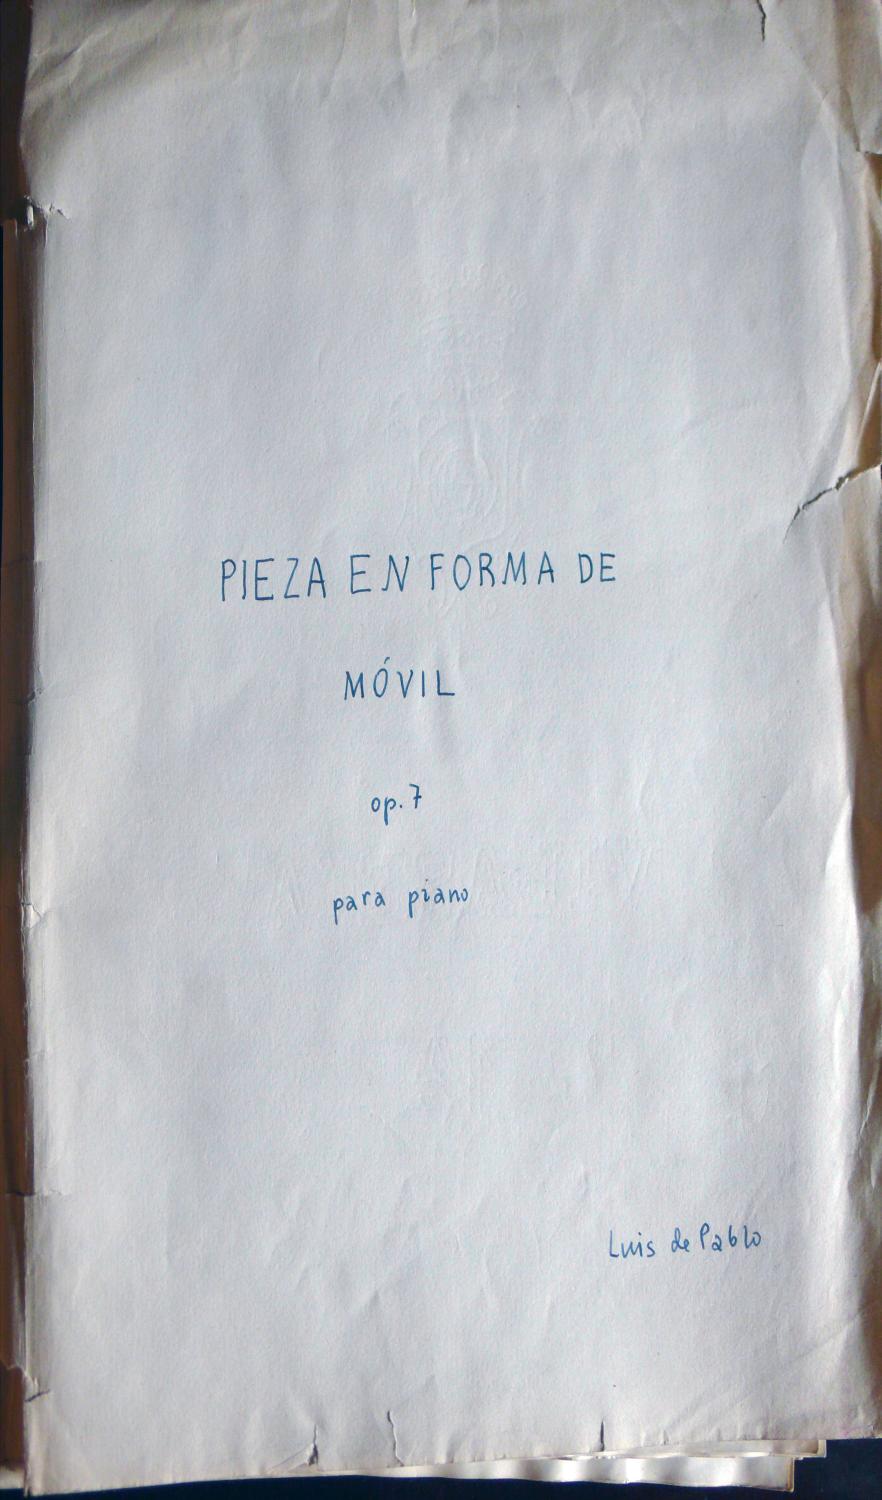 PIEZA EN FORMA DE
MÓVIL
op. 7
para piano
Luis de Pablo